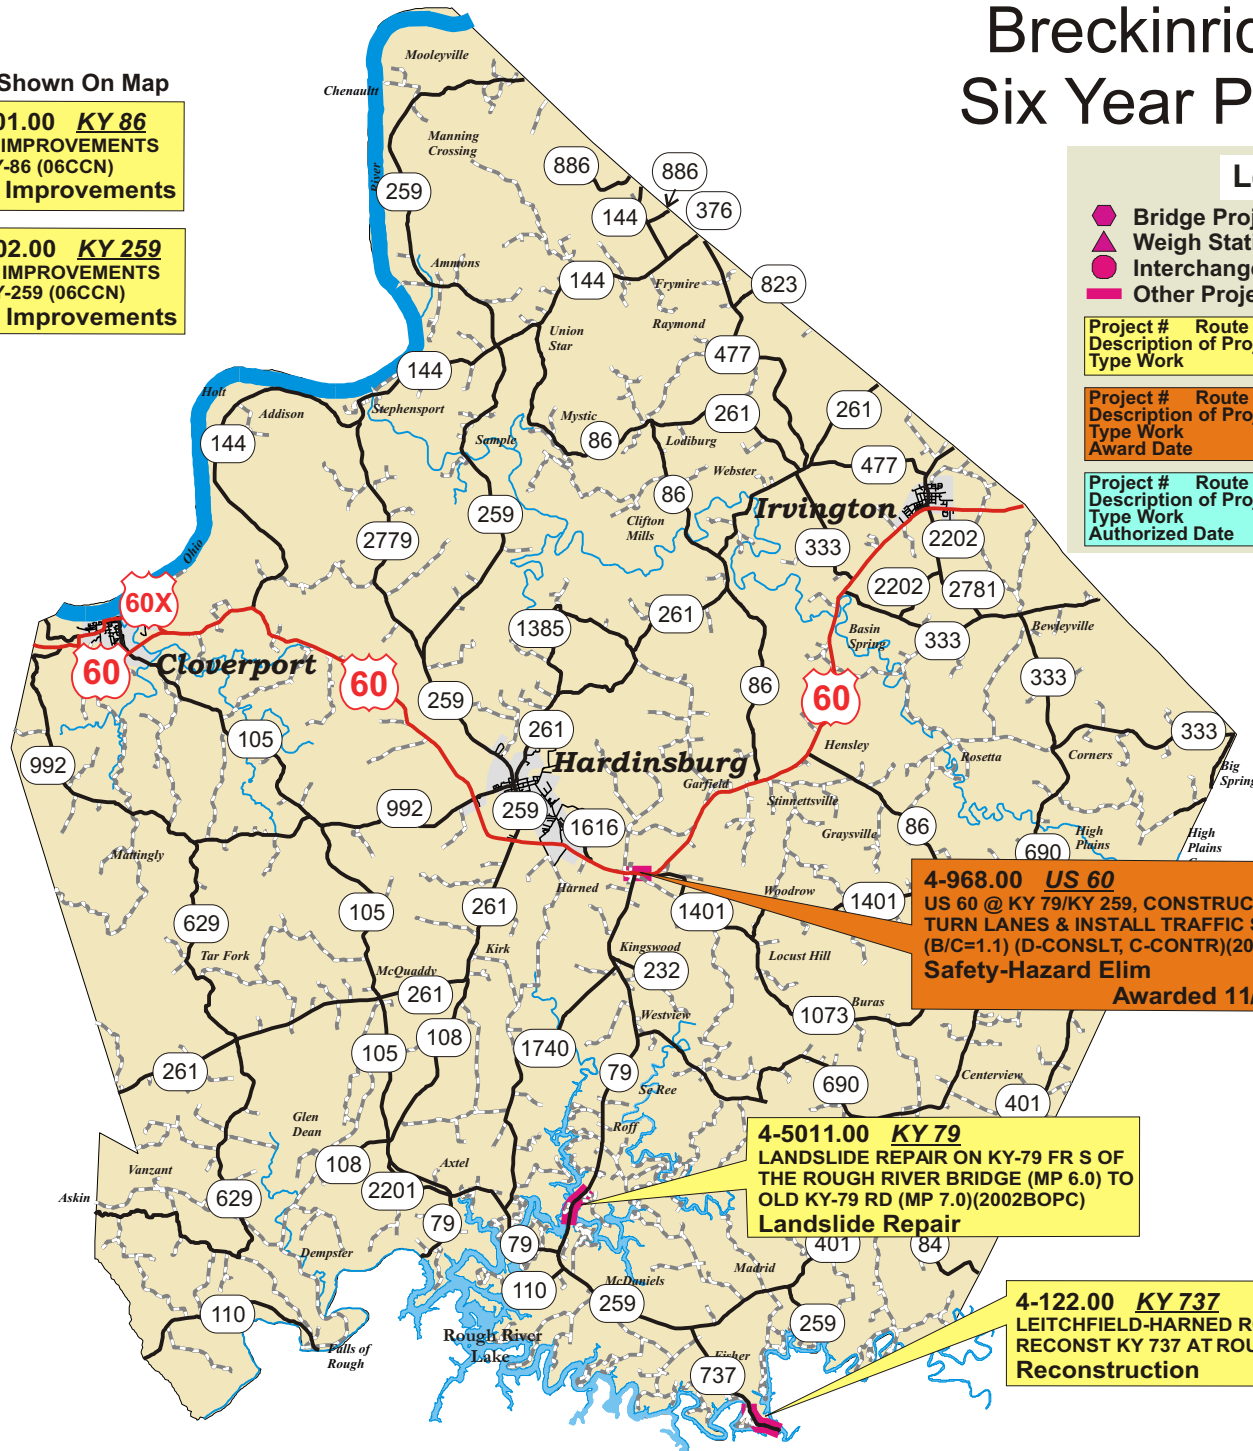 Breckinric
Six Year P
Shown On Map
01.00 KY 86
IMPROVEMENTS
Y-86 (06CCN)
Improvements
02.00 KY 259
IMPROVEMENTS
Y-259 (06CCN)
Improvements
Bridge Proj
Weigh Stati
Interchange
Other Proje
Project # Route
Description of Proj
Type Work
Project # Route
Description of Proj
Type Work
Award Date
Project # Route
Description of Proj
Type Work
Authorized Date
Mooleyville
Chenaultt
Manning
Crossing
River
259
886
886
144
376
Ammons
144
Frymire
823
Union
Star
Raymond
477
144
Holt
Addison
Stephensport
144
Sample
Mystic
86
Lodiburg
261
261
Webster
477
86
Irvington
259
Clifton
Mills
2779
Ohio
333
2202
2202
2781
60X
1385
261
Basin
Spring
333
Bewleyville
60
Cloverport
60
259
86
60
333
261
105
992
Hardinsburg
Hensley
Rosetta
Corners
333
Big
Spring
Garfield
Stinnettsville
992
259
1616
Graysville
86
High
Plains
High
Plains
690
Mattingly
Harned
Woodrow
629
105
261
1401
1401
4-968.00 US 60
US 60 @ KY 79/KY 259, CONSTRUC
TURN LANES & INSTALL TRAFFIC S
(B/C=1.1) (D-CONSLT, C-CONTR)(20
Safety-Hazard Elim
Awarded 11/
Tar Fork
Kirk
Kingswood
232
Locust Hill
McQuaddy
261
Buras
1073
Westview
108
1740
105
261
79
Se Ree
690
Centerview
401
Glen
Dean
Roff
4-5011.00 KY 79
LANDSLIDE REPAIR ON KY-79 FR S OF
THE ROUGH RIVER BRIDGE (MP 6.0) TO
OLD KY-79 RD (MP 7.0)(2002BOPC)
Landslide Repair
108
Axtel
Vanzant
Askin
629
2201
79
79
401
84
Dempster
110
McDaniels
Madrid
259
259
110
4-122.00 KY 737
LEITCHFIELD-HARNED RO
RECONST KY 737 AT ROU
Reconstruction
Falls of
Rough
Rough River
Lake
Fisher
737